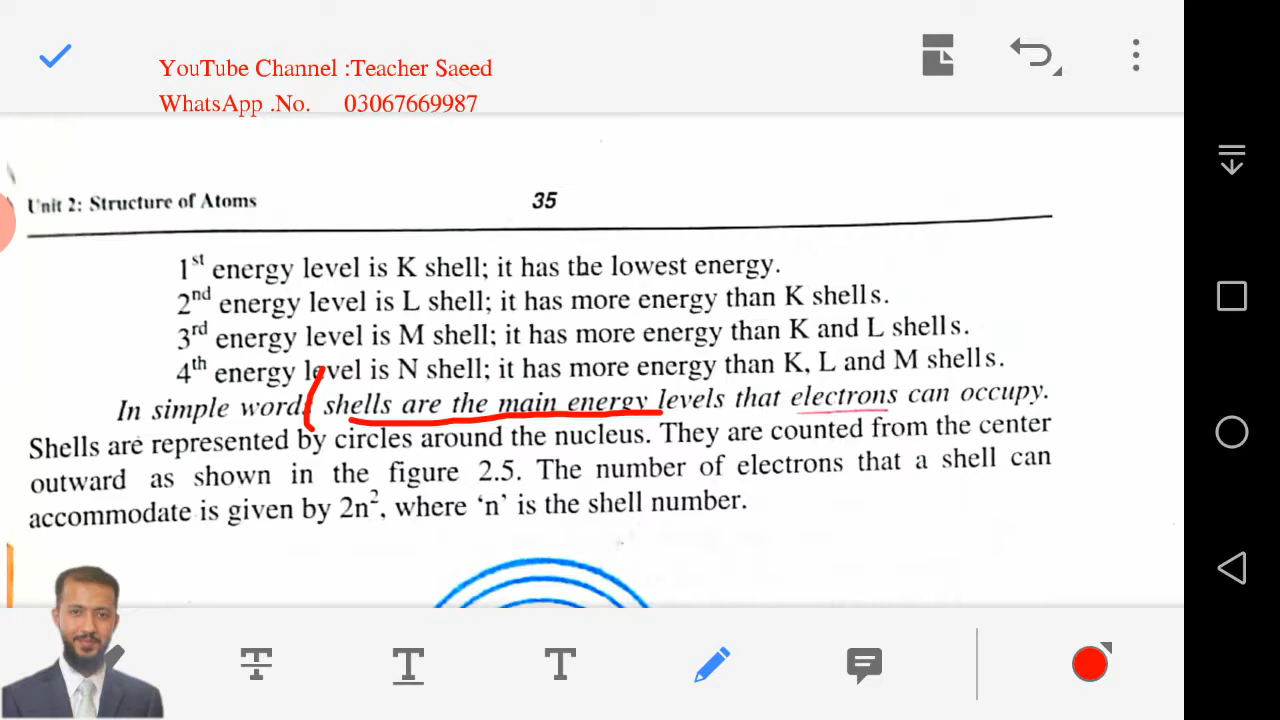 YouTube Channel :Teacher Saeed
WhatsApp .No. 03067669987
Unit 2: Structure of Atoms 35
1st energy level is K shell; it has the lowest energy.
2nd energy level is L shell; it has more energy than K shells.
3rd energy level is M shell; it has more energy than K and L shells.
4th energy level is N shell; it has more energy than K, L and M shells.
In simple words shells are the main energy levels that electrons can occupy.
Shells are represented by circles around the nucleus. They are counted from the center
outward as shown in the figure 2.5. The number of electrons that a shell can
accommodate is given by 2n², where ‘n’ is the shell number.
T T T